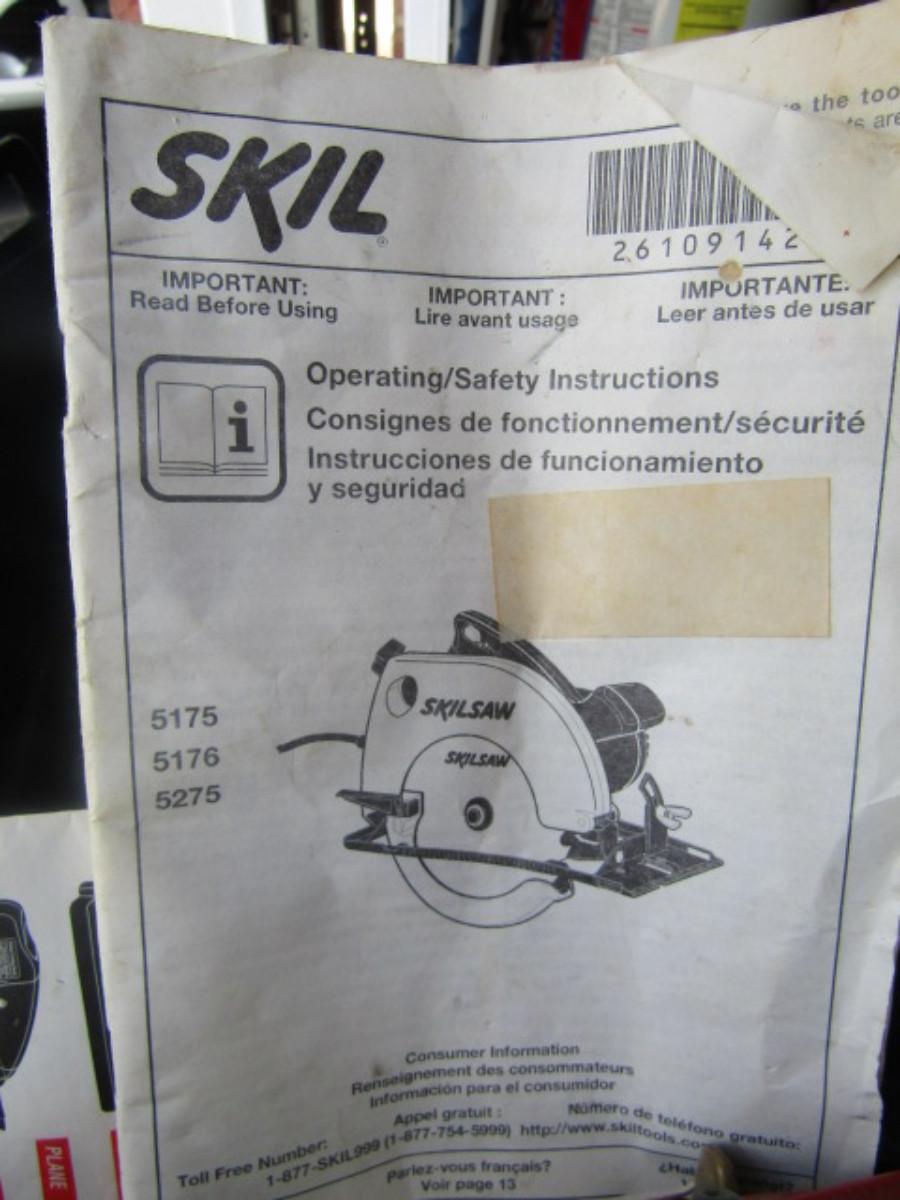 SKIL
the too
are
26109142
IMPORTANT:
Read Before Using
IMPORTANT :
Lire avant usage
IMPORTANTE:
Leer antes de usar
Operating/Safety Instructions
Consignes de fonctionnement/sécurité
Instrucciones de funcionamiento
y seguridad
SKILSAW
SKILSAW
5175
5176
5275
Consumer Information
Renseignement des consommateurs
Información para el consumidor
Toll Free Number:
Appel gratuit :
Número de teléfono gratuito:
1-877-SKIL999 (1-877-754-5999) http://www.skiltools.co
Parlez-vous français?
Voir page 13
PLANE